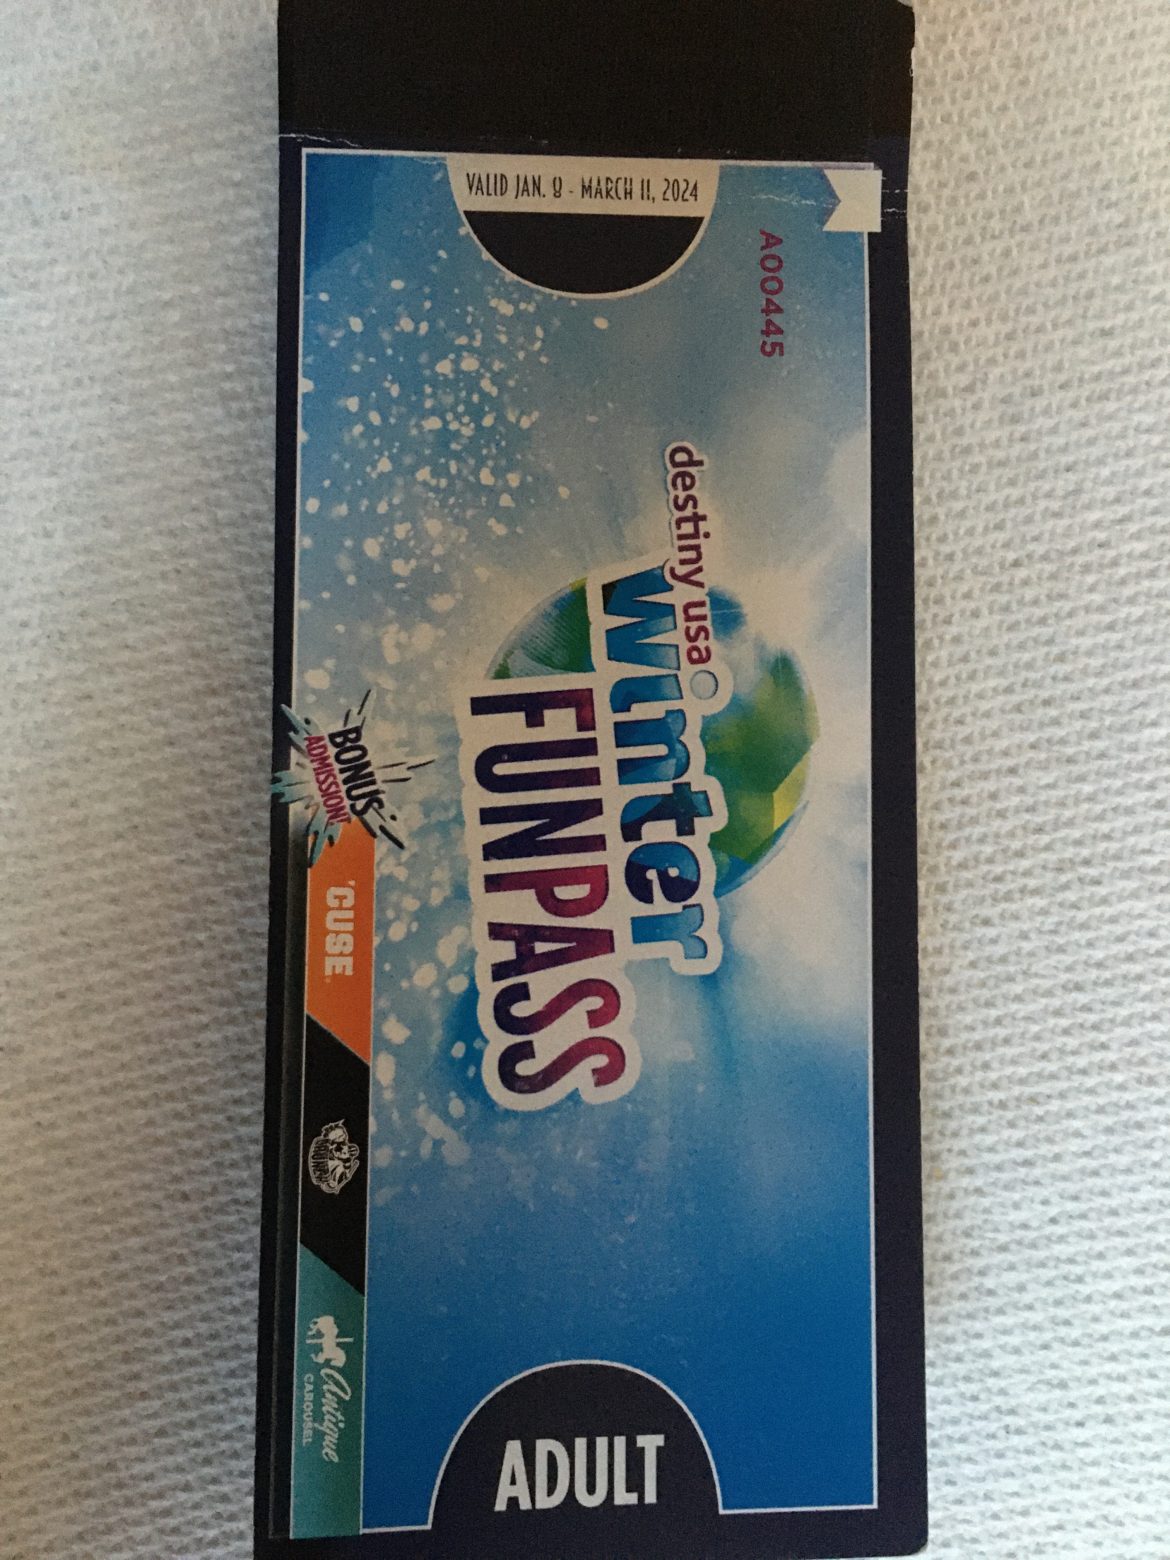 VALID JAN. 8 - MARCH 11, 2024
A00445
destiny usa
winter
FUNPASS
BONUS
ADMISSION!
'CUSE
Antique
CAROUSEL
ADULT